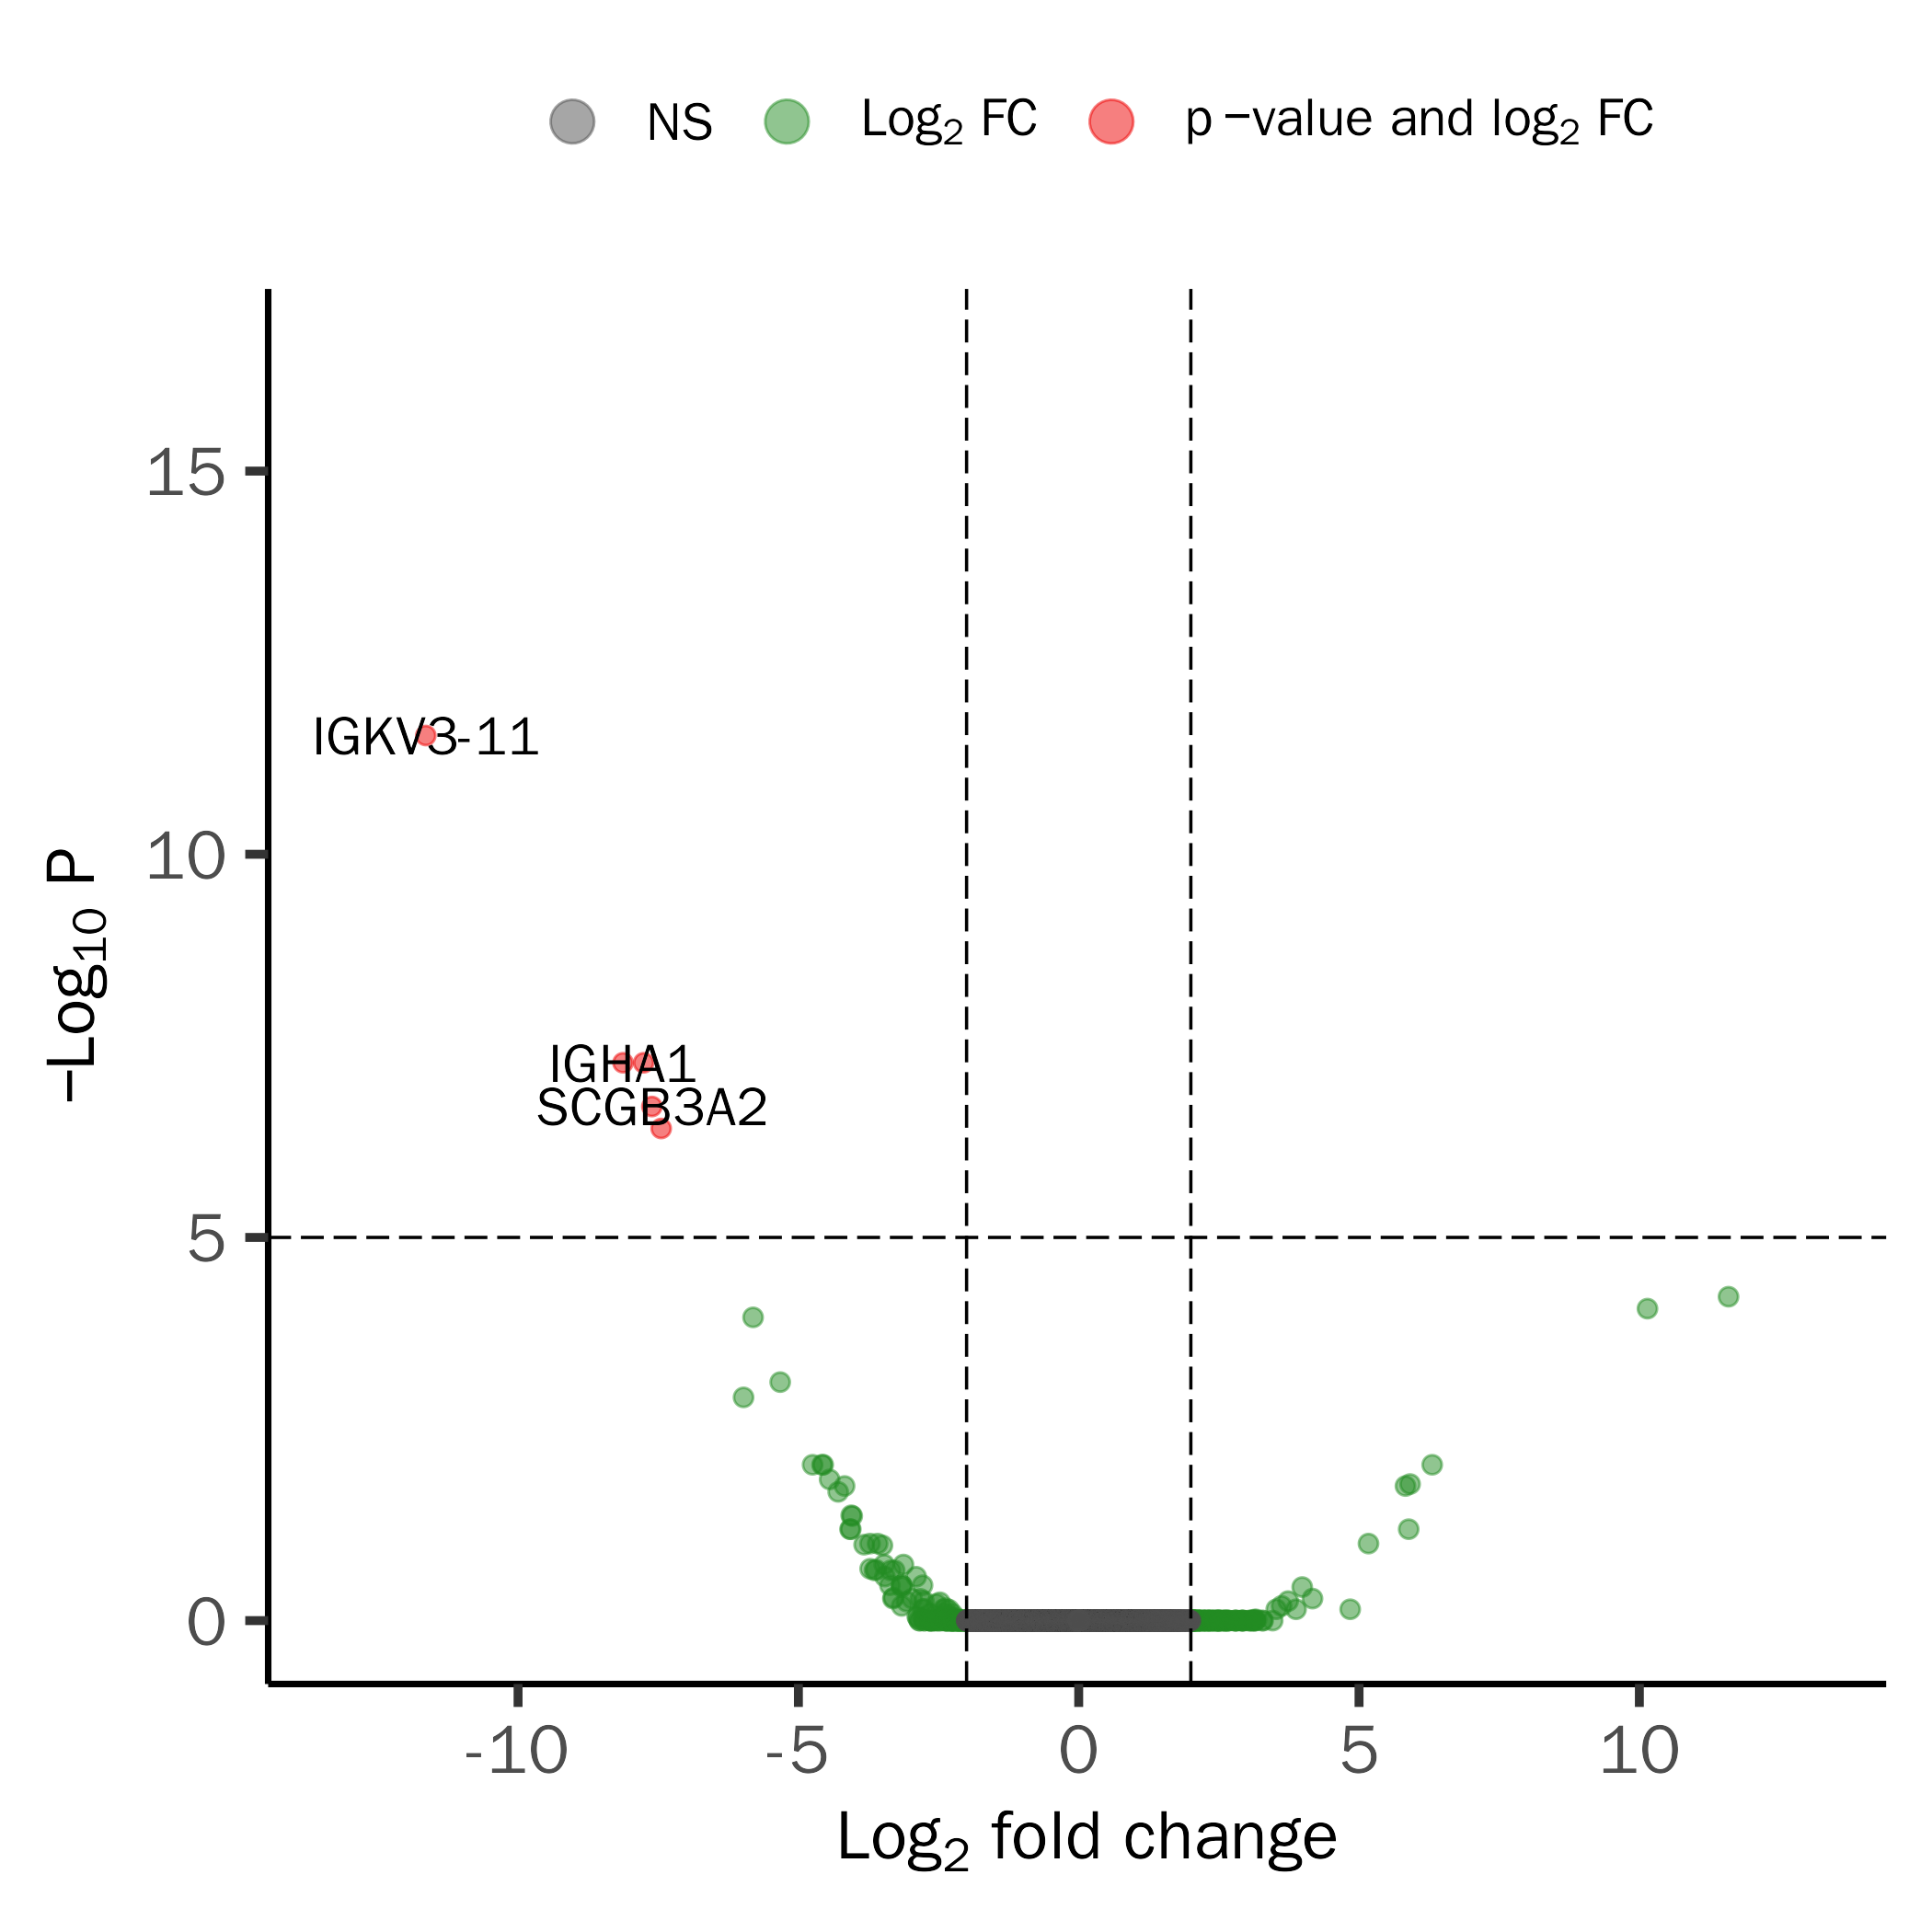 NS Log₂ FC p −value and log₂ FC
15
10
5
0
−Log₁₀ P
IGKV3-11
IGHA1
SCGB3A2
-10 -5 0 5 10
Log₂ fold change